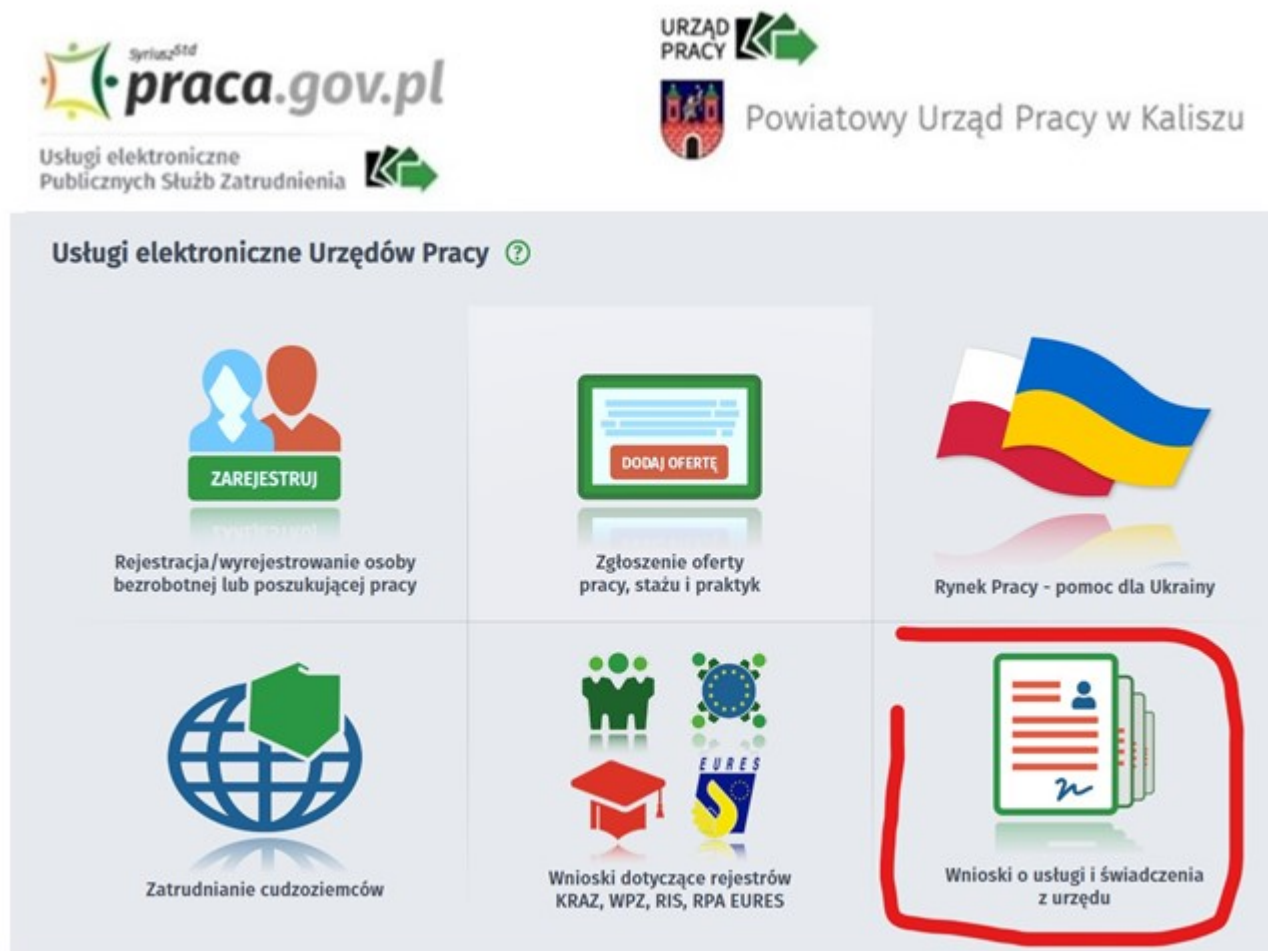 SyriuszStd
praca.gov.pl
Usługi elektroniczne
Publicznych Służb Zatrudnienia
URZĄD
PRACY
Powiatowy Urząd Pracy w Kaliszu
Usługi elektroniczne Urzędów Pracy ?
ZAREJESTRUJ
Rejestracja/wyrejestrowanie osoby
bezrobotnej lub poszukującej pracy
DODAJ OFERTĘ
Zgłoszenie oferty
pracy, stażu i praktyk
Rynek Pracy - pomoc dla Ukrainy
Zatrudnianie cudzoziemców
EURES
Wnioski dotyczące rejestrów
KRAZ, WPZ, RIS, RPA EURES
Wnioski o usługi i świadczenia
z urzędu